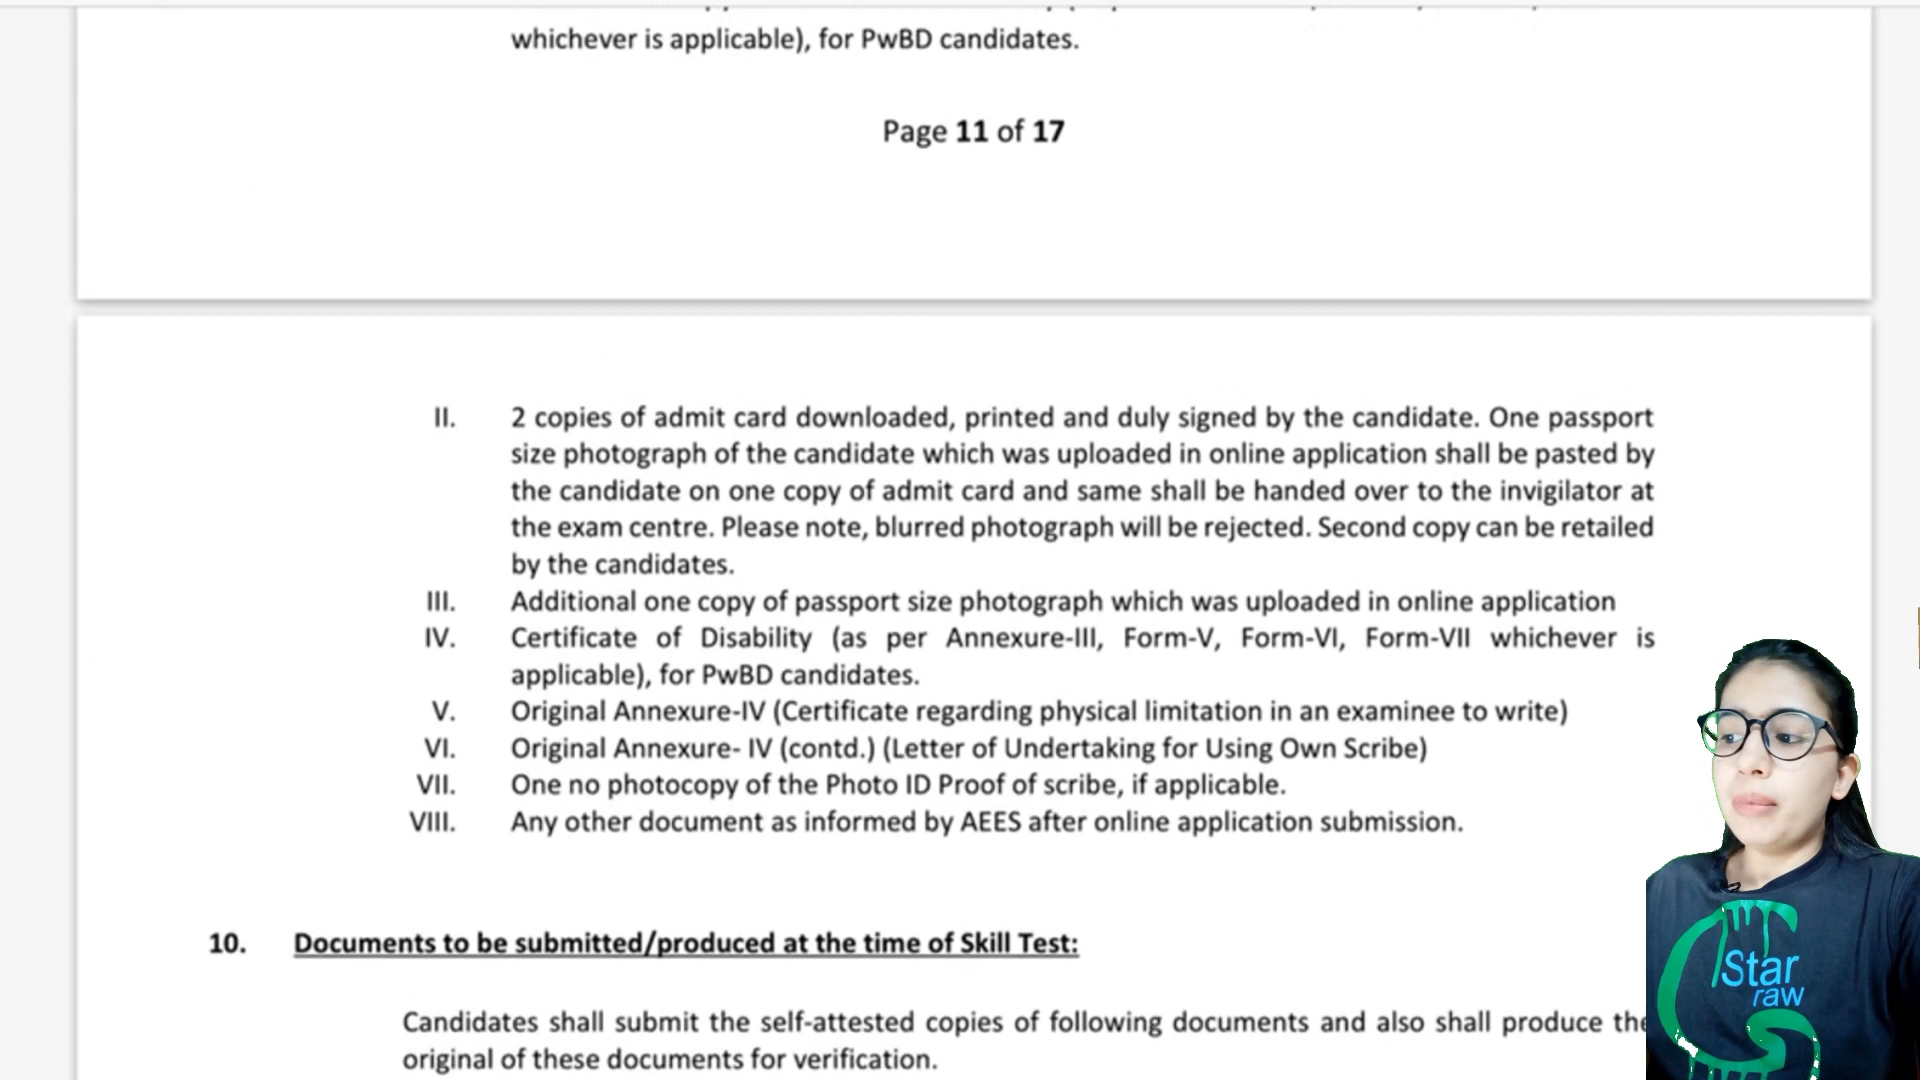 whichever is applicable), for PwBD candidates.
Page 11 of 17
II. 2 copies of admit card downloaded, printed and duly signed by the candidate. One passport
size photograph of the candidate which was uploaded in online application shall be pasted by
the candidate on one copy of admit card and same shall be handed over to the invigilator at
the exam centre. Please note, blurred photograph will be rejected. Second copy can be retailed
by the candidates.
III. Additional one copy of passport size photograph which was uploaded in online application
IV. Certificate of Disability (as per Annexure-III, Form-V, Form-VI, Form-VII whichever is
applicable), for PwBD candidates.
V. Original Annexure-IV (Certificate regarding physical limitation in an examinee to write)
VI. Original Annexure- IV (contd.) (Letter of Undertaking for Using Own Scribe)
VII. One no photocopy of the Photo ID Proof of scribe, if applicable.
VIII. Any other document as informed by AEES after online application submission.
10. Documents to be submitted/produced at the time of Skill Test:
Candidates shall submit the self-attested copies of following documents and also shall produce the
original of these documents for verification.
Star
raw